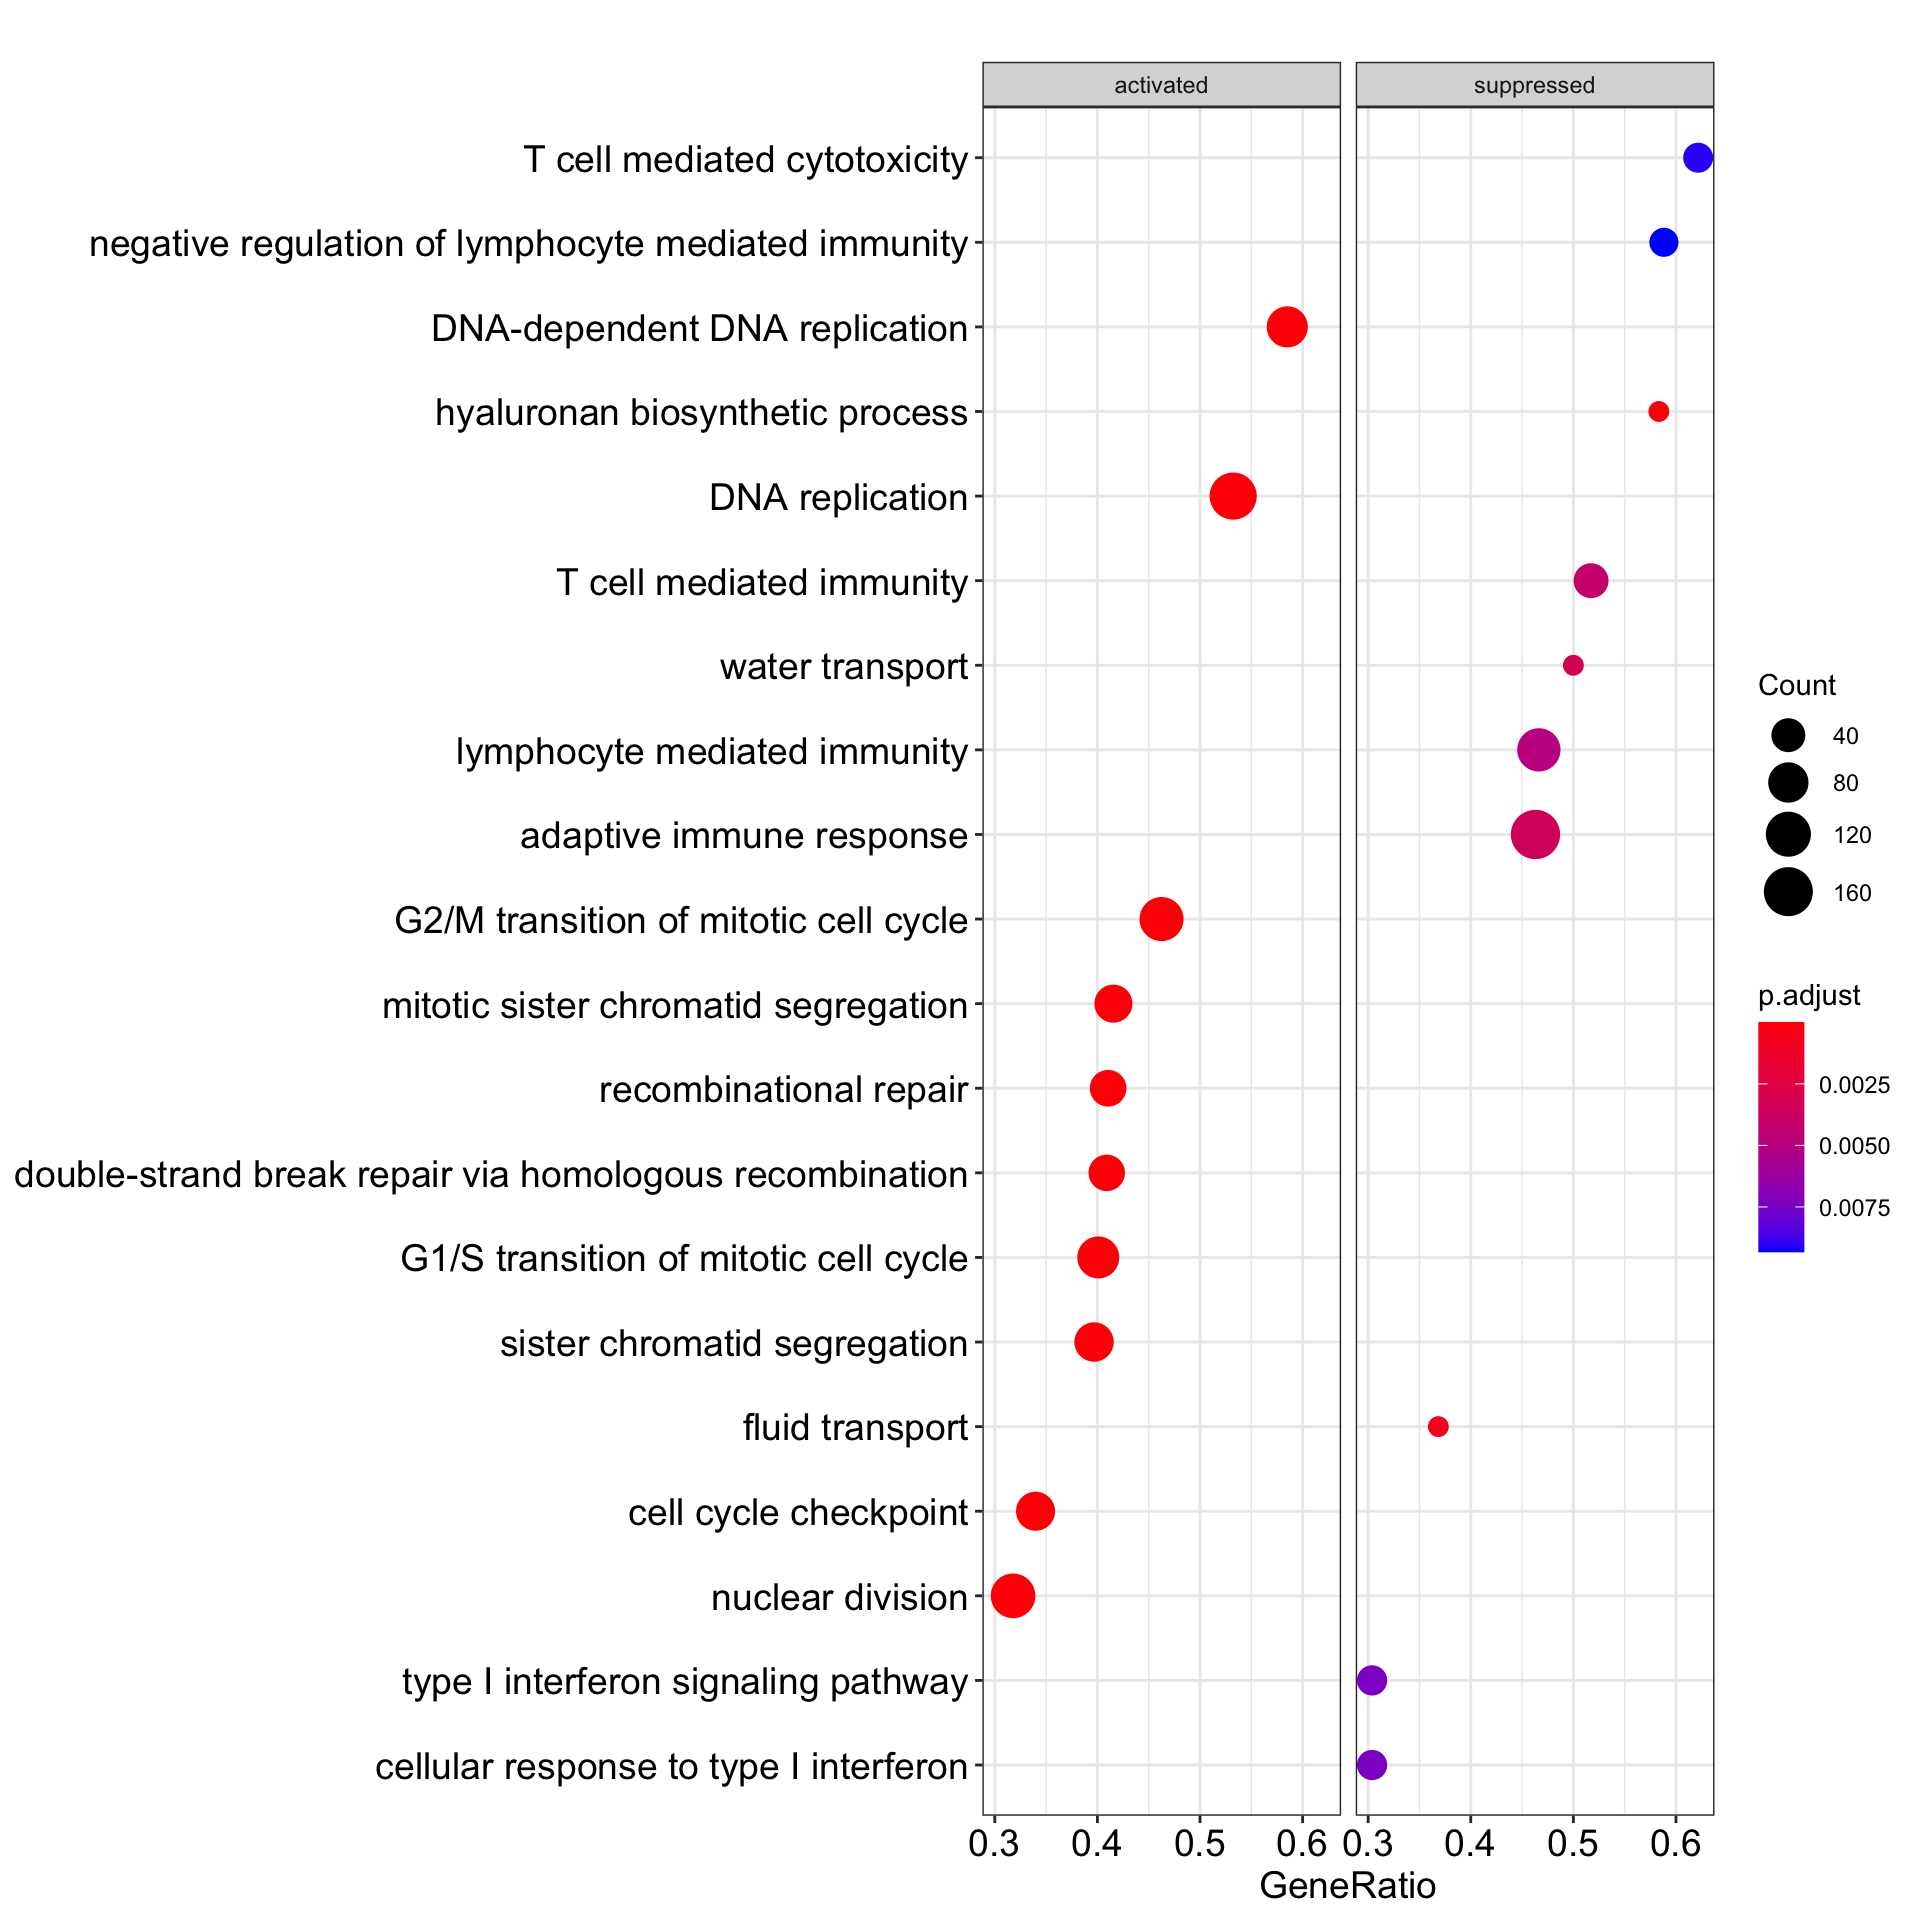 activated
suppressed
T cell mediated cytotoxicity
negative regulation of lymphocyte mediated immunity
DNA-dependent DNA replication
hyaluronan biosynthetic process
DNA replication
T cell mediated immunity
water transport
lymphocyte mediated immunity
adaptive immune response
G2/M transition of mitotic cell cycle
mitotic sister chromatid segregation
recombinational repair
double-strand break repair via homologous recombination
G1/S transition of mitotic cell cycle
sister chromatid segregation
fluid transport
cell cycle checkpoint
nuclear division
type I interferon signaling pathway
cellular response to type I interferon
0.3 0.4 0.5 0.6 0.3 0.4 0.5 0.6
GeneRatio
Count
40
80
120
160
p.adjust
0.0025
0.0050
0.0075